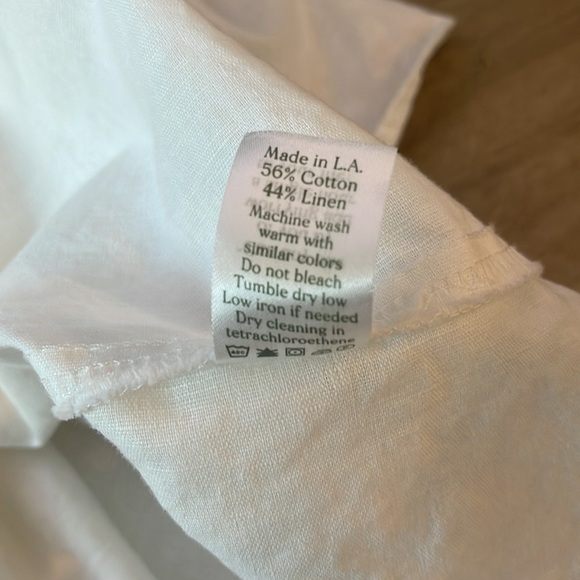 Made in L.A.
56% Cotton
44% Linen
Machine wash
warm with
similar colors
Do not bleach
Tumble dry low
Low iron if needed
Dry cleaning in
tetrachloroethene